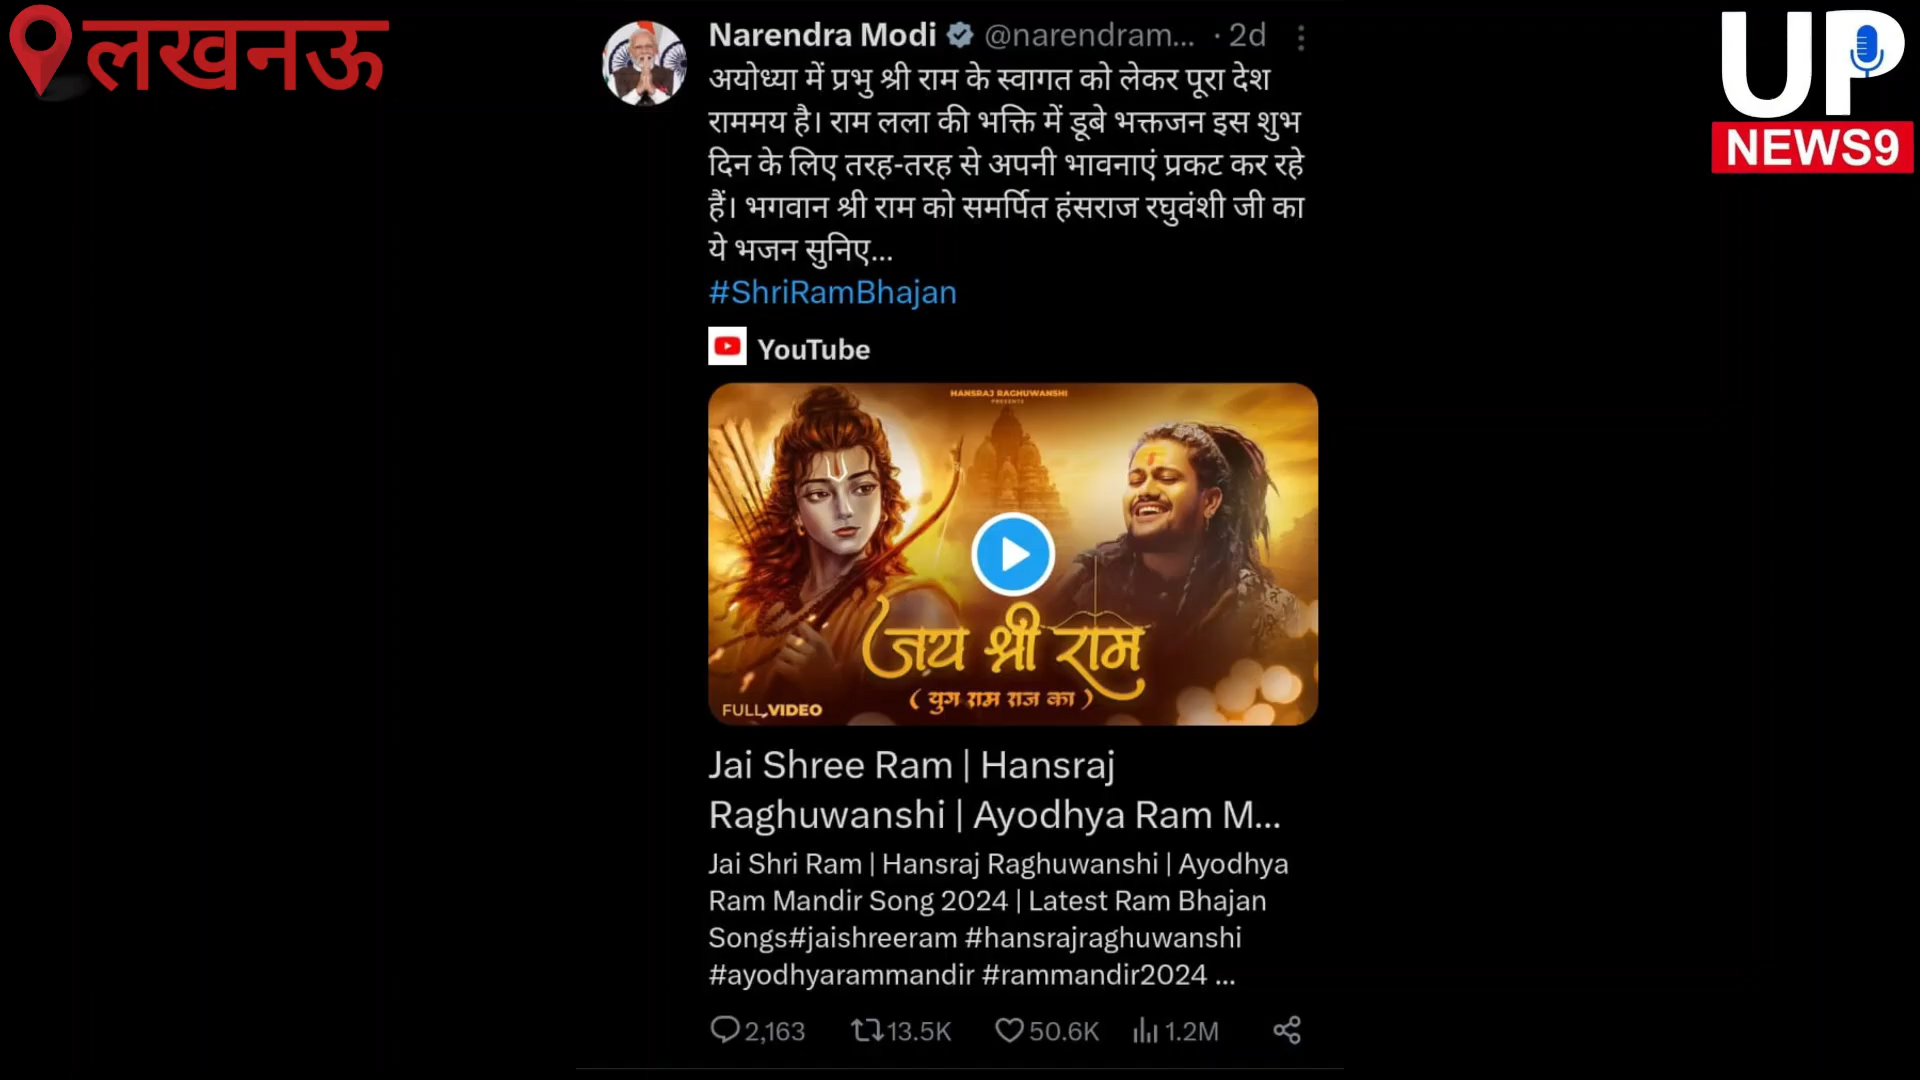 लखनऊ
UP
NEWS9
Narendra Modi @narendram... · 2d
अयोध्या में प्रभु श्री राम के स्वागत को लेकर पूरा देश
राममय है। राम लला की भक्ति में डूबे भक्तजन इस शुभ
दिन के लिए तरह-तरह से अपनी भावनाएं प्रकट कर रहे
हैं। भगवान श्री राम को समर्पित हंसराज रघुवंशी जी का
ये भजन सुनिए...
#ShriRamBhajan
YouTube
HANSRAJ RAGHUWANSHI
PRESENTS
जय श्री राम
( युग राम राज का )
FULL VIDEO
Jai Shree Ram | Hansraj
Raghuwanshi | Ayodhya Ram M...
Jai Shri Ram | Hansraj Raghuwanshi | Ayodhya
Ram Mandir Song 2024 | Latest Ram Bhajan
Songs#jaishreeram #hansrajraghuwanshi
#ayodhyarammandir #rammandir2024 ...
2,163 13.5K 50.6K 1.2M